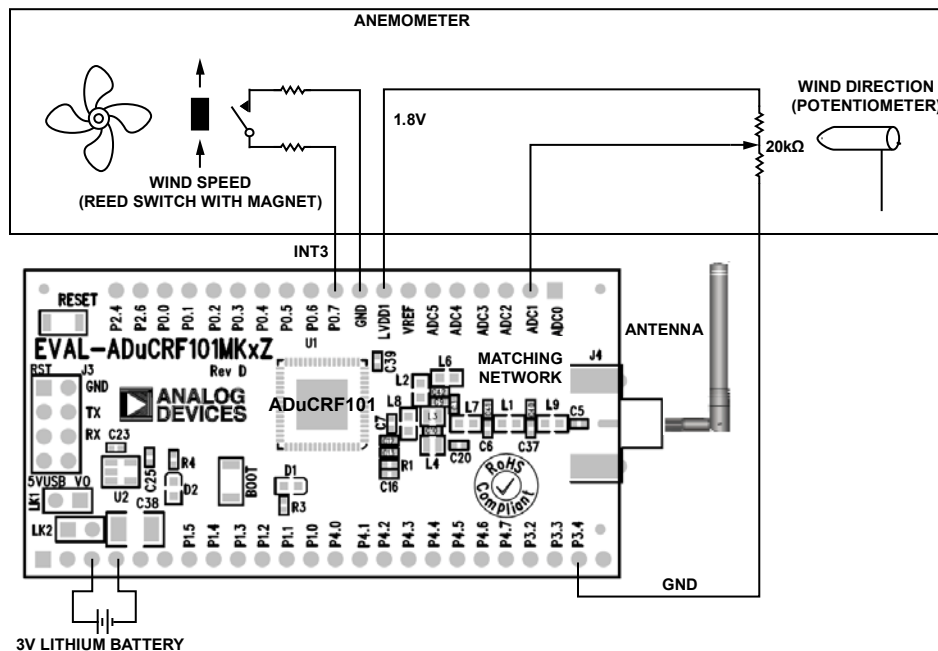 ANEMOMETER
WIND DIRECTION
(POTENTIOMETER)
1.8V
20kΩ
WIND SPEED
(REED SWITCH WITH MAGNET)
INT3
RESET
P2.4
P2.6
P0.0
P0.1
P0.2
P0.3
P0.4
P0.5
P0.6
P0.7
GND
LVDD1
VREF
ADC5
ADC4
ADC3
ADC2
ADC1
ADC0
ANTENNA
U1
EVAL-ADuCRF101MKxZ
Rev D
C39
L6
MATCHING
NETWORK
J4
RST
J3
GND
L2
ANALOG
DEVICES
ADuCRF101
L8
TX
C7
L3
L7
L1
L9
C5
RX
C23
R4
C6
C37
L4
C20
R1
RoHS
Compliant
5VUSB VO
U2
C25
D2
BOOT
D1
C16
LK1
C38
R3
LK2
P1.5
P1.4
P1.3
P1.2
P1.1
P1.0
P4.0
P4.1
P4.2
P4.3
P4.4
P4.5
P4.6
P4.7
P3.2
P3.3
P3.4
GND
3V LITHIUM BATTERY